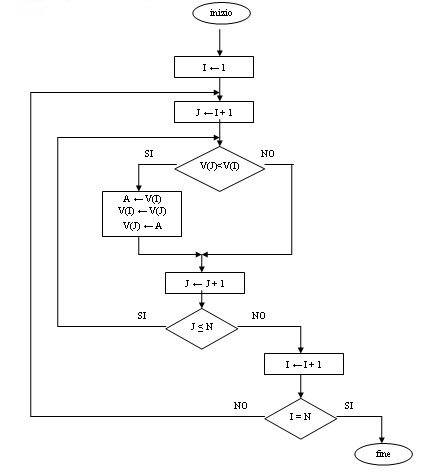 inizio
I ← 1
J ← I + 1
SI
V(J)<V(I)
NO
A ← V(I)
V(I) ← V(J)
V(J) ← A
J ← J + 1
SI
J ≤ N
NO
I ← I + 1
NO
I = N
SI
fine